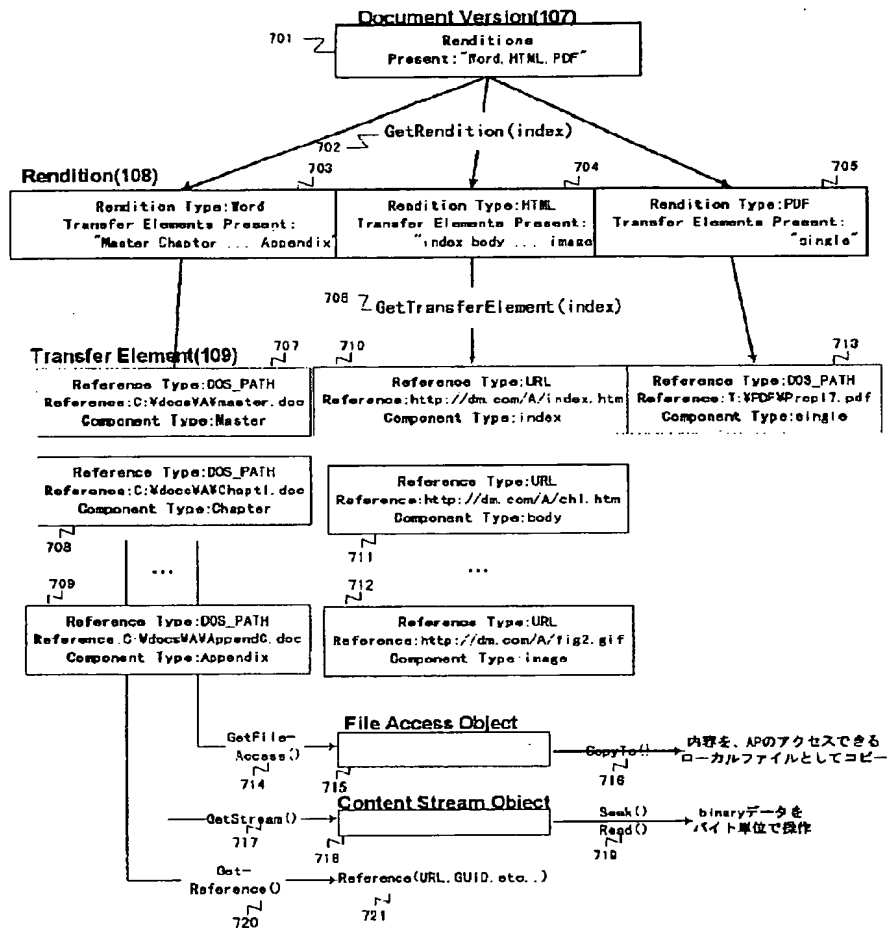 Document Version(107)
701
Renditions
Present:"Word,HTML,PDF"
702
GetRendition(index)
Rendition(108)
703
704
705
Rendition Type:Word
Transfer Elements Present:
"Master Chaptor ... Appendix"
Rendition Type:HTML
Transfer Elements Present:
"index body ... image
Rendition Type:PDF
Transfer Elements Present:
"single"
706
GetTransferElement(index)
Transfer Element(109)
707
710
713
Reference Type:DOS_PATH
Reference:C:¥docs¥A¥master.doc
Component Type:Master
Reference Type:URL
Reference:http://dm.com/A/index.htm
Component Type:index
Reference Type:DOS_PATH
Reference:T:¥PDF¥Prop17.pdf
Component Type:single
Reference Type:DOS_PATH
Reference:C:¥docs¥A¥Chapt1.doc
Component Type:Chapter
Reference Type:URL
Reference:http://dm.com/A/ch1.htm
Component Type:body
708
711
...
...
709
712
Reference Type:DOS_PATH
Reference:C:¥docs¥A¥AppendC.doc
Component Type:Appendix
Reference Type:URL
Reference:http://dm.com/A/fig2.gif
Component Type:image
File Access Object
GetFile-
Access()
714
715
CopyTo()
716
内容を、APのアクセスできる
ローカルファイルとしてコピー
Content Stream Object
GetStream()
717
718
Seek()
Read()
719
binaryデータを
バイト単位で操作
Get-
Reference()
720
Reference(URL,GUID,etc..)
721